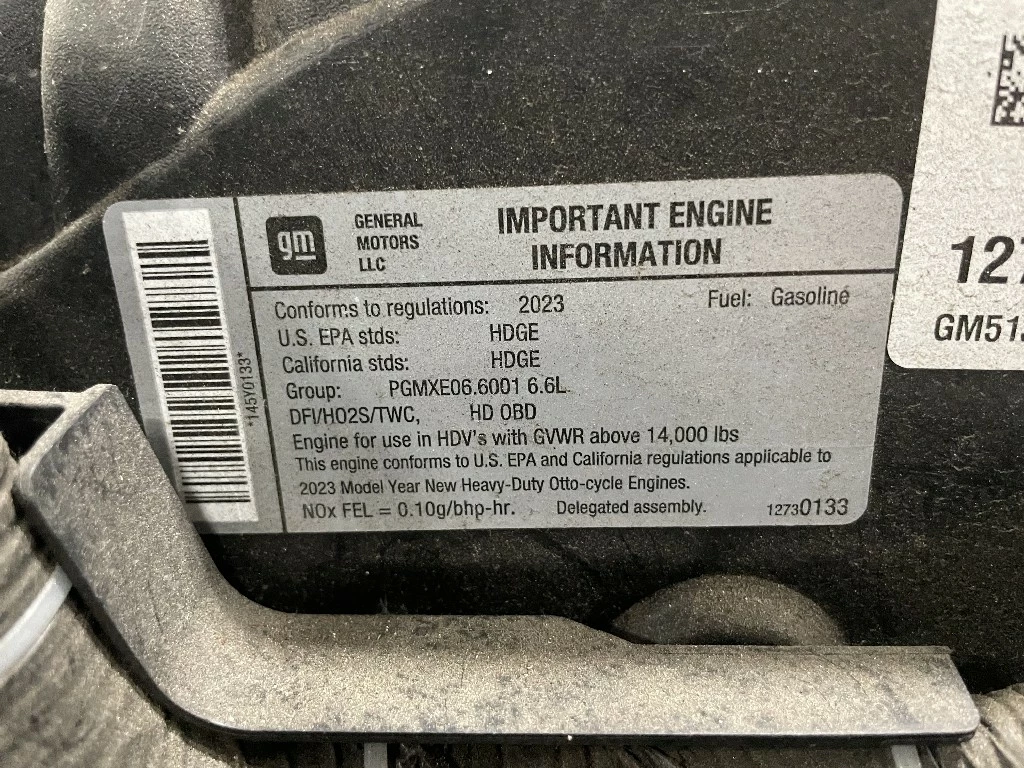 gm
GENERAL
MOTORS
LLC
IMPORTANT ENGINE
INFORMATION
Conforms to regulations: 2023 Fuel: Gasoline
U.S. EPA stds: HDGE
California stds: HDGE
Group: PGMXE06.6001 6.6L
DFI/HO2S/TWC, HD OBD
Engine for use in HDV's with GVWR above 14,000 lbs
This engine conforms to U.S. EPA and California regulations applicable to
2023 Model Year New Heavy-Duty Otto-cycle Engines.
NOx FEL = 0.10g/bhp-hr. Delegated assembly. 12730133
*145Y0133*
127
GM513